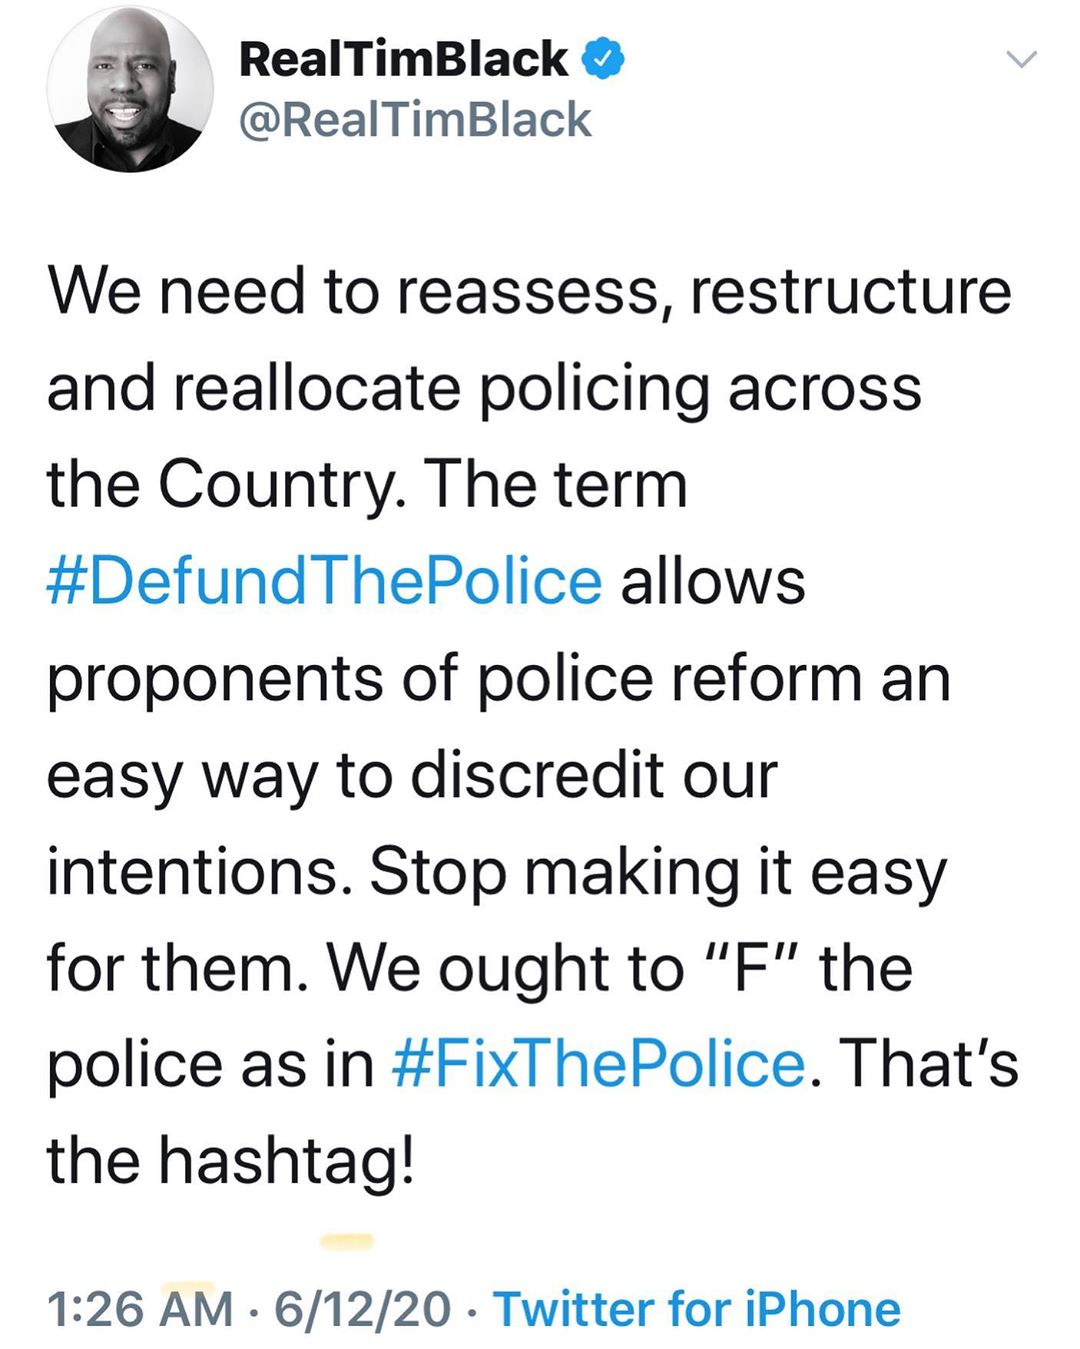 RealTimBlack
@RealTimBlack
We need to reassess, restructure
and reallocate policing across
the Country. The term
#DefundThePolice allows
proponents of police reform an
easy way to discredit our
intentions. Stop making it easy
for them. We ought to “F” the
police as in #FixThePolice. That’s
the hashtag!
1:26 AM · 6/12/20 · Twitter for iPhone